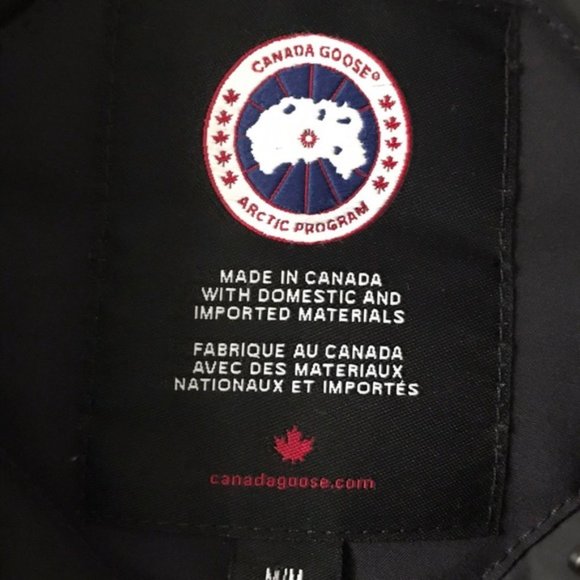 CANADA GOOSE®
ARCTIC PROGRAM
MADE IN CANADA
WITH DOMESTIC AND
IMPORTED MATERIALS
FABRIQUE AU CANADA
AVEC DES MATERIAUX
NATIONAUX ET IMPORTÉS
canadagoose.com
M/M